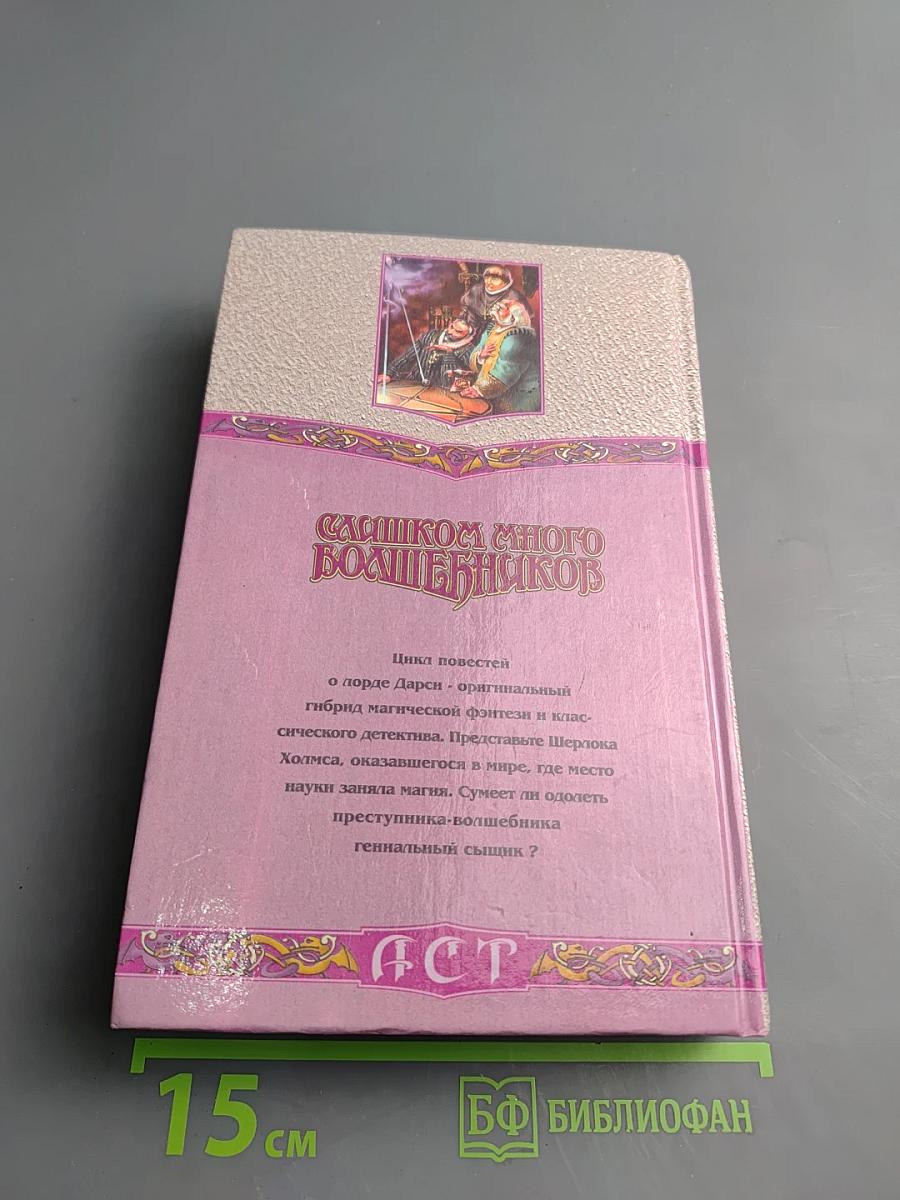 СЛИШКОМ МНОГО
ВОЛШЕБНИКОВ
Цикл повестей
о лорде Дарси - оригинальный
гибрид магической фэнтези и клас-
сического детектива. Представьте Шерлока
Холмса, оказавшегося в мире, где место
науки заняла магия. Сумеет ли одолеть
преступника-волшебника
гениальный сыщик ?
АСТ
15 см
БФ БИБЛИОФАН